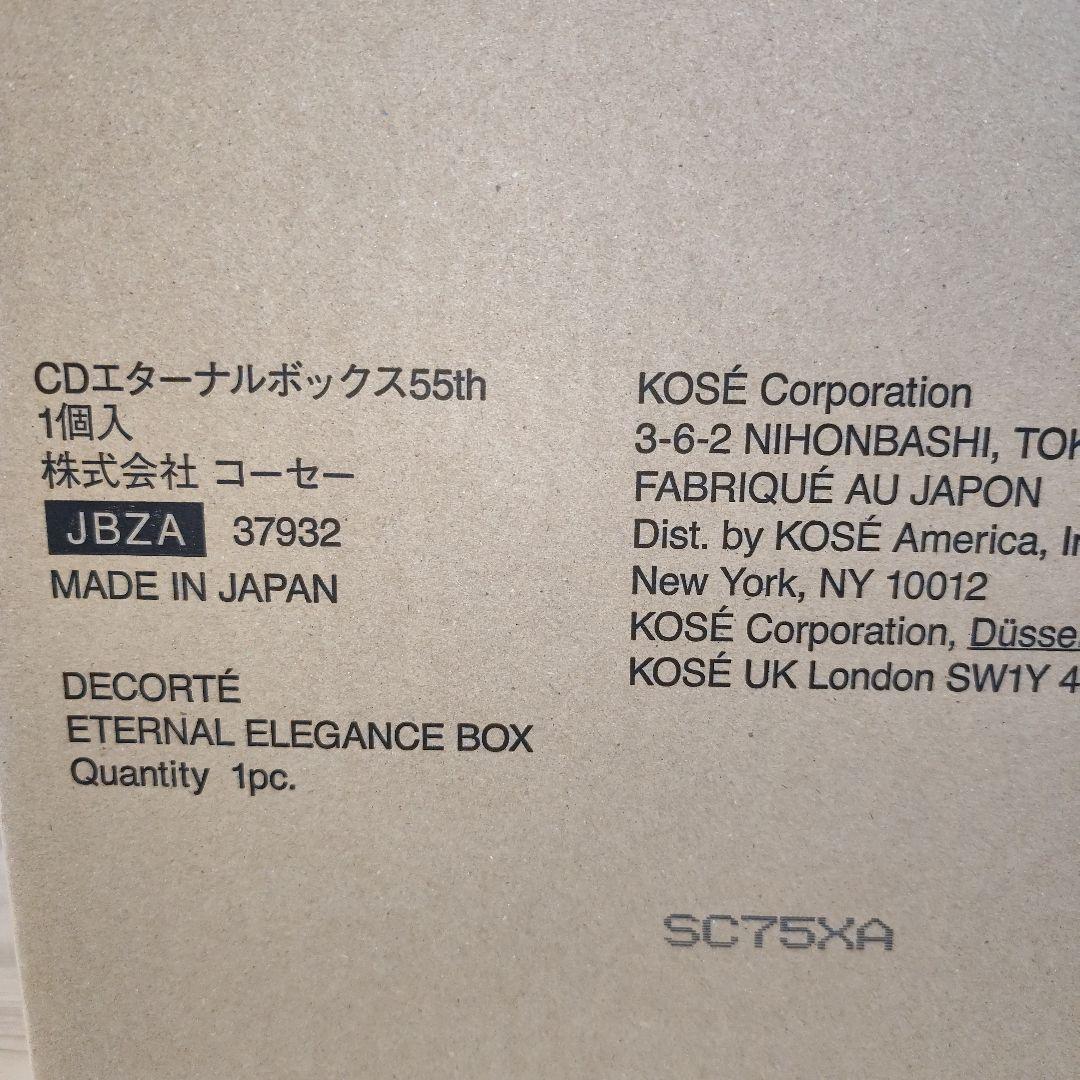 CDエターナルボックス55th
1個入
株式会社 コーセー
JBZA 37932
MADE IN JAPAN
DECORTÉ
ETERNAL ELEGANCE BOX
Quantity 1pc.
KOSÉ Corporation
3-6-2 NIHONBASHI,
FABRIQUÉ AU JAPON
Dist. by KOSÉ America,
New York, NY 10012
KOSÉ Corporation,
KOSÉ UK London SW1Y
SC75XA